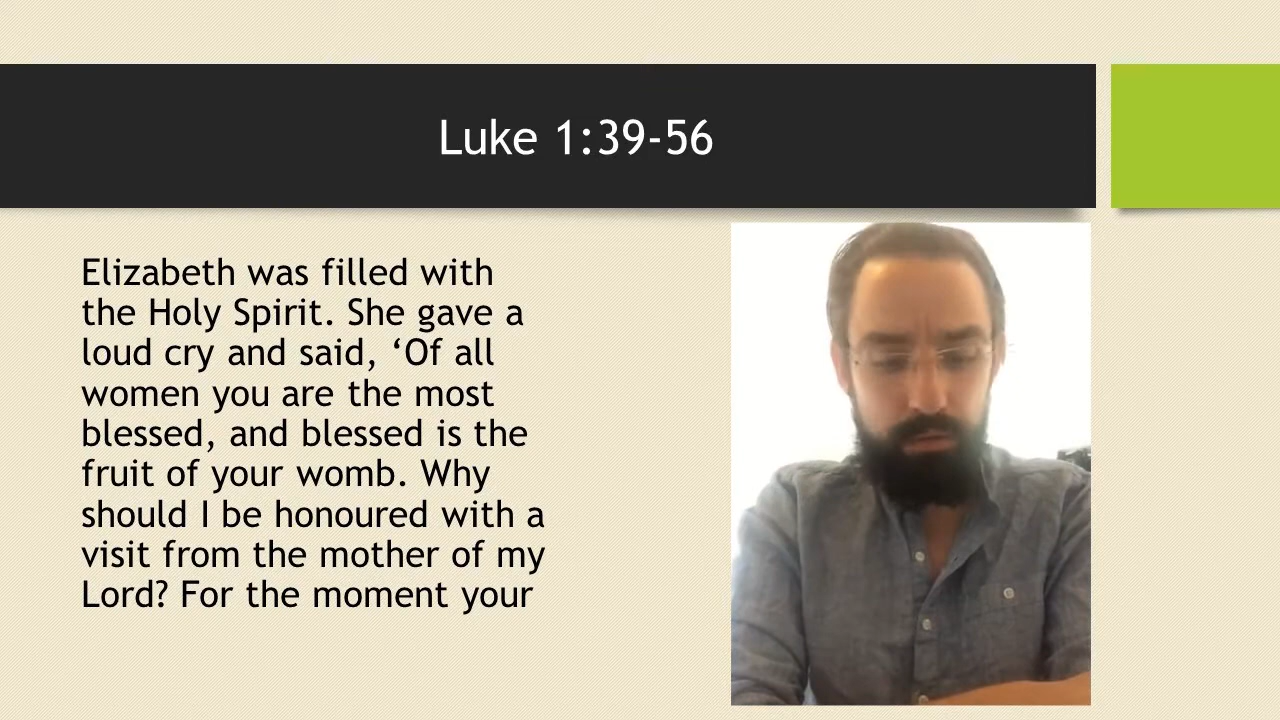 Luke 1:39-56
Elizabeth was filled with
the Holy Spirit. She gave a
loud cry and said, ‘Of all
women you are the most
blessed, and blessed is the
fruit of your womb. Why
should I be honoured with a
visit from the mother of my
Lord? For the moment your